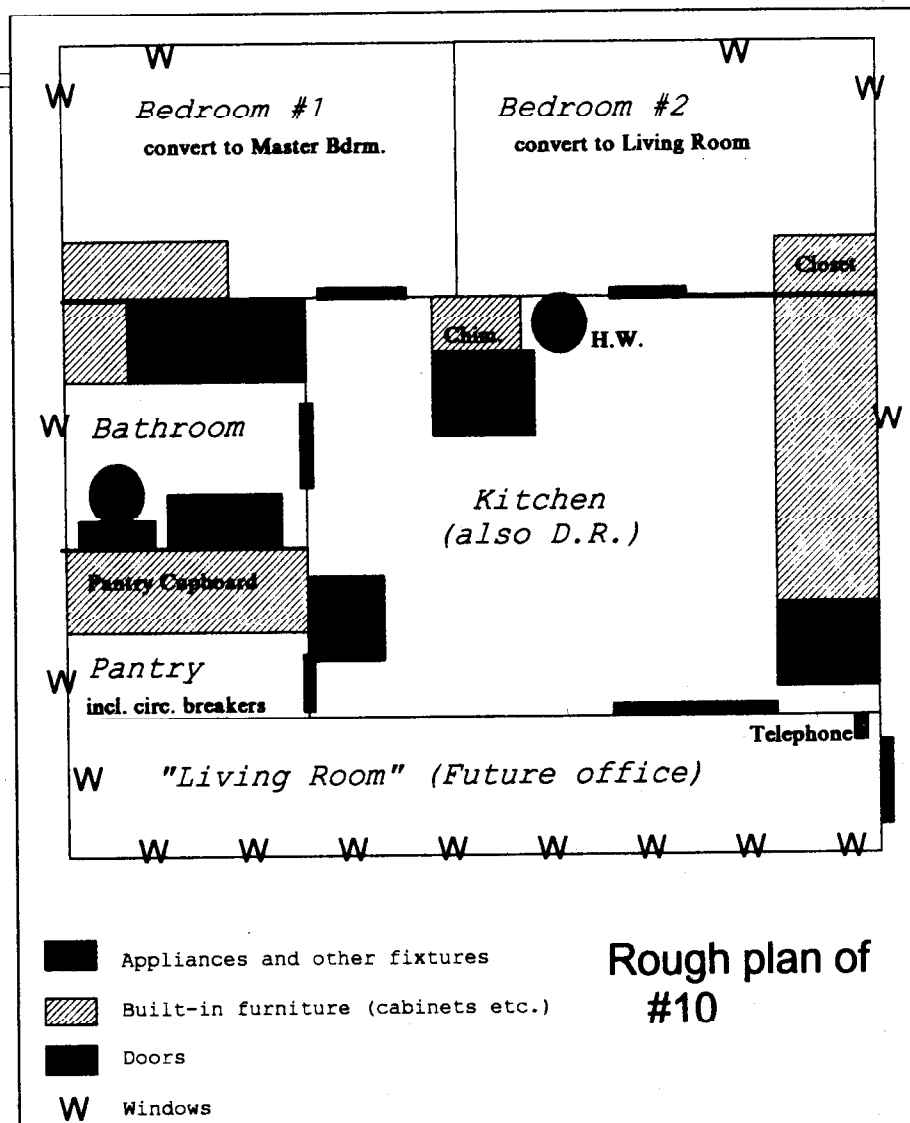 W W
W W
Bedroom #1 Bedroom #2
convert to Master Bdrm. convert to Living Room
Closet
Chim.
H.W.
W Bathroom W
Kitchen
(also D.R.)
Pantry Cupboard
W Pantry
incl. circ. breakers
Telephone
W "Living Room" (Future office)
W W W W W W W W
Appliances and other fixtures
Built-in furniture (cabinets etc.)
Doors
W Windows
Rough plan of
#10